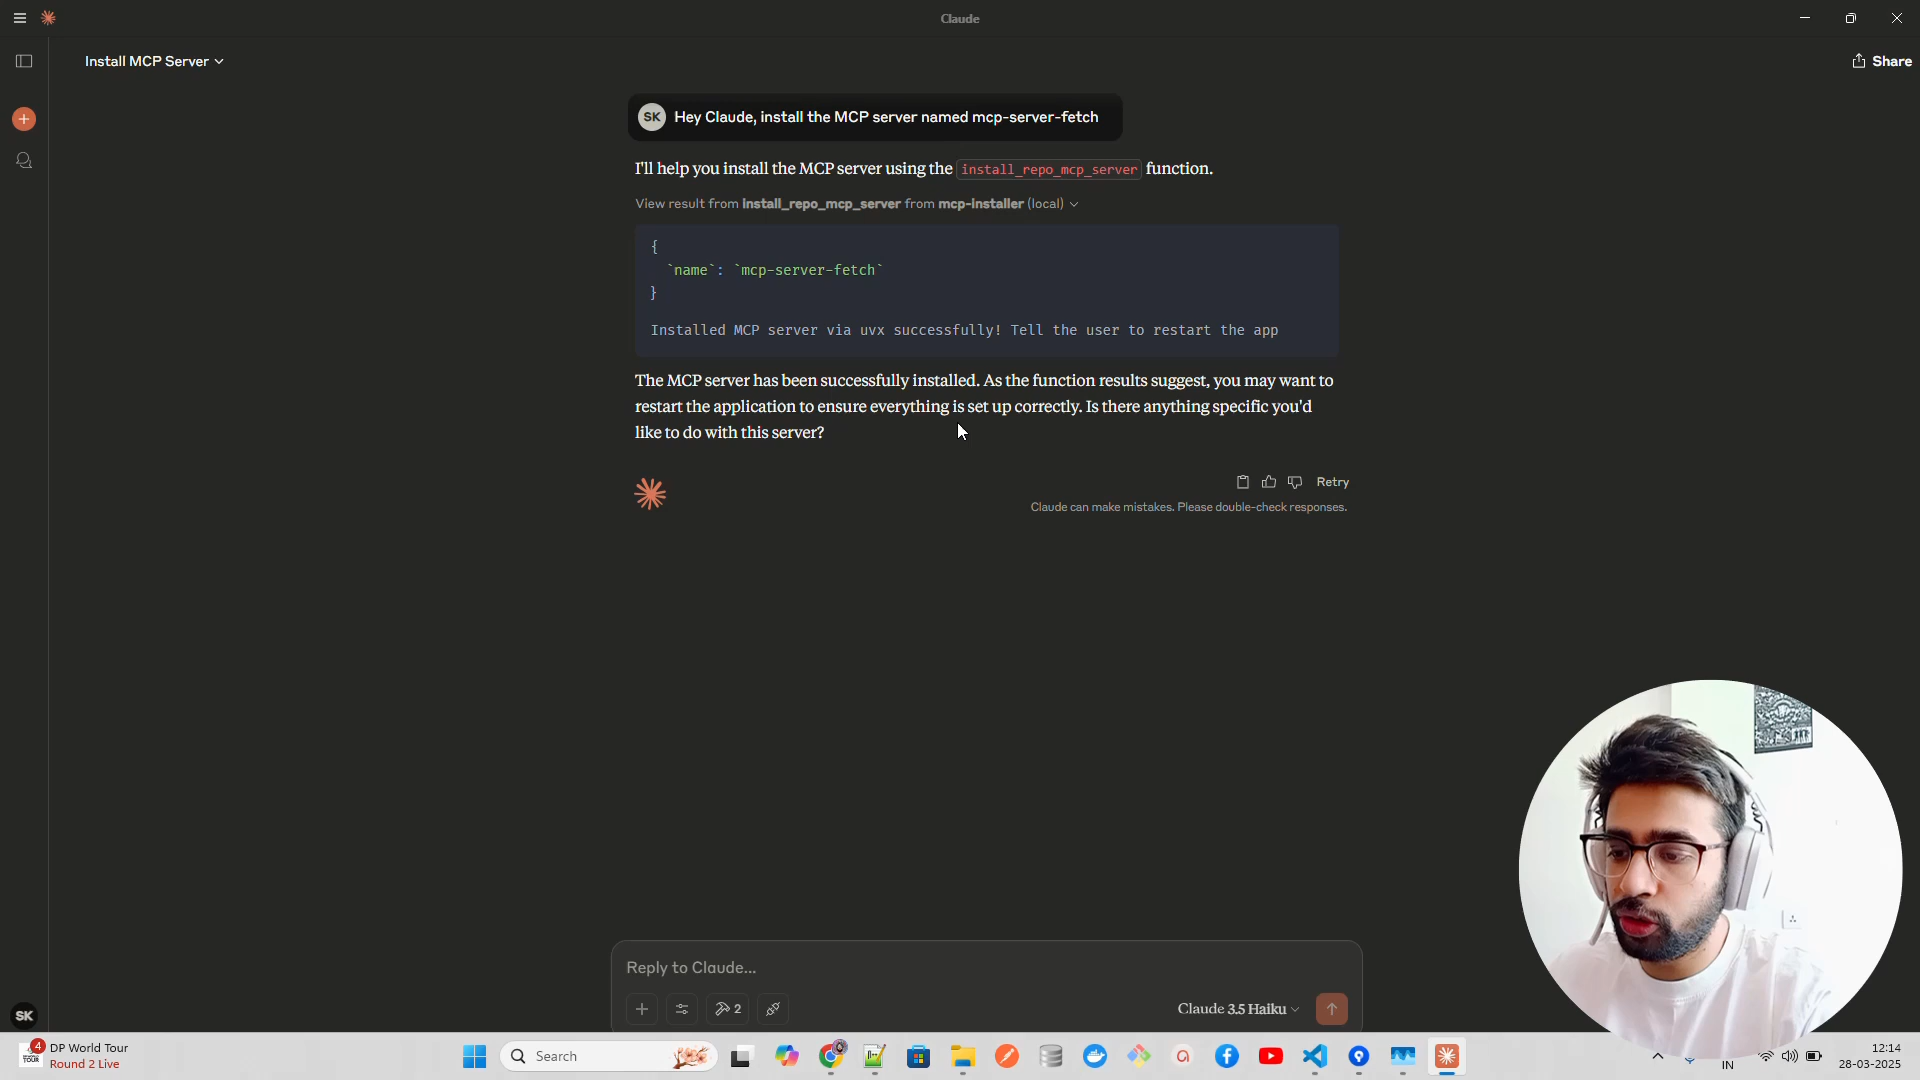 Claude
Install MCP Server
Share
SK Hey Claude, install the MCP server named mcp-server-fetch
I'll help you install the MCP server using the install_repo_mcp_server function.
View result from install_repo_mcp_server from mcp-installer (local)
{
`name`: `mcp-server-fetch`
}
Installed MCP server via uvx successfully! Tell the user to restart the app
The MCP server has been successfully installed. As the function results suggest, you may want to
restart the application to ensure everything is set up correctly. Is there anything specific you'd
like to do with this server?
Retry
Claude can make mistakes. Please double-check responses.
Reply to Claude...
2
Claude 3.5 Haiku
SK
4
DP World Tour
Round 2 Live
Search
IN
12:14
28-03-2025